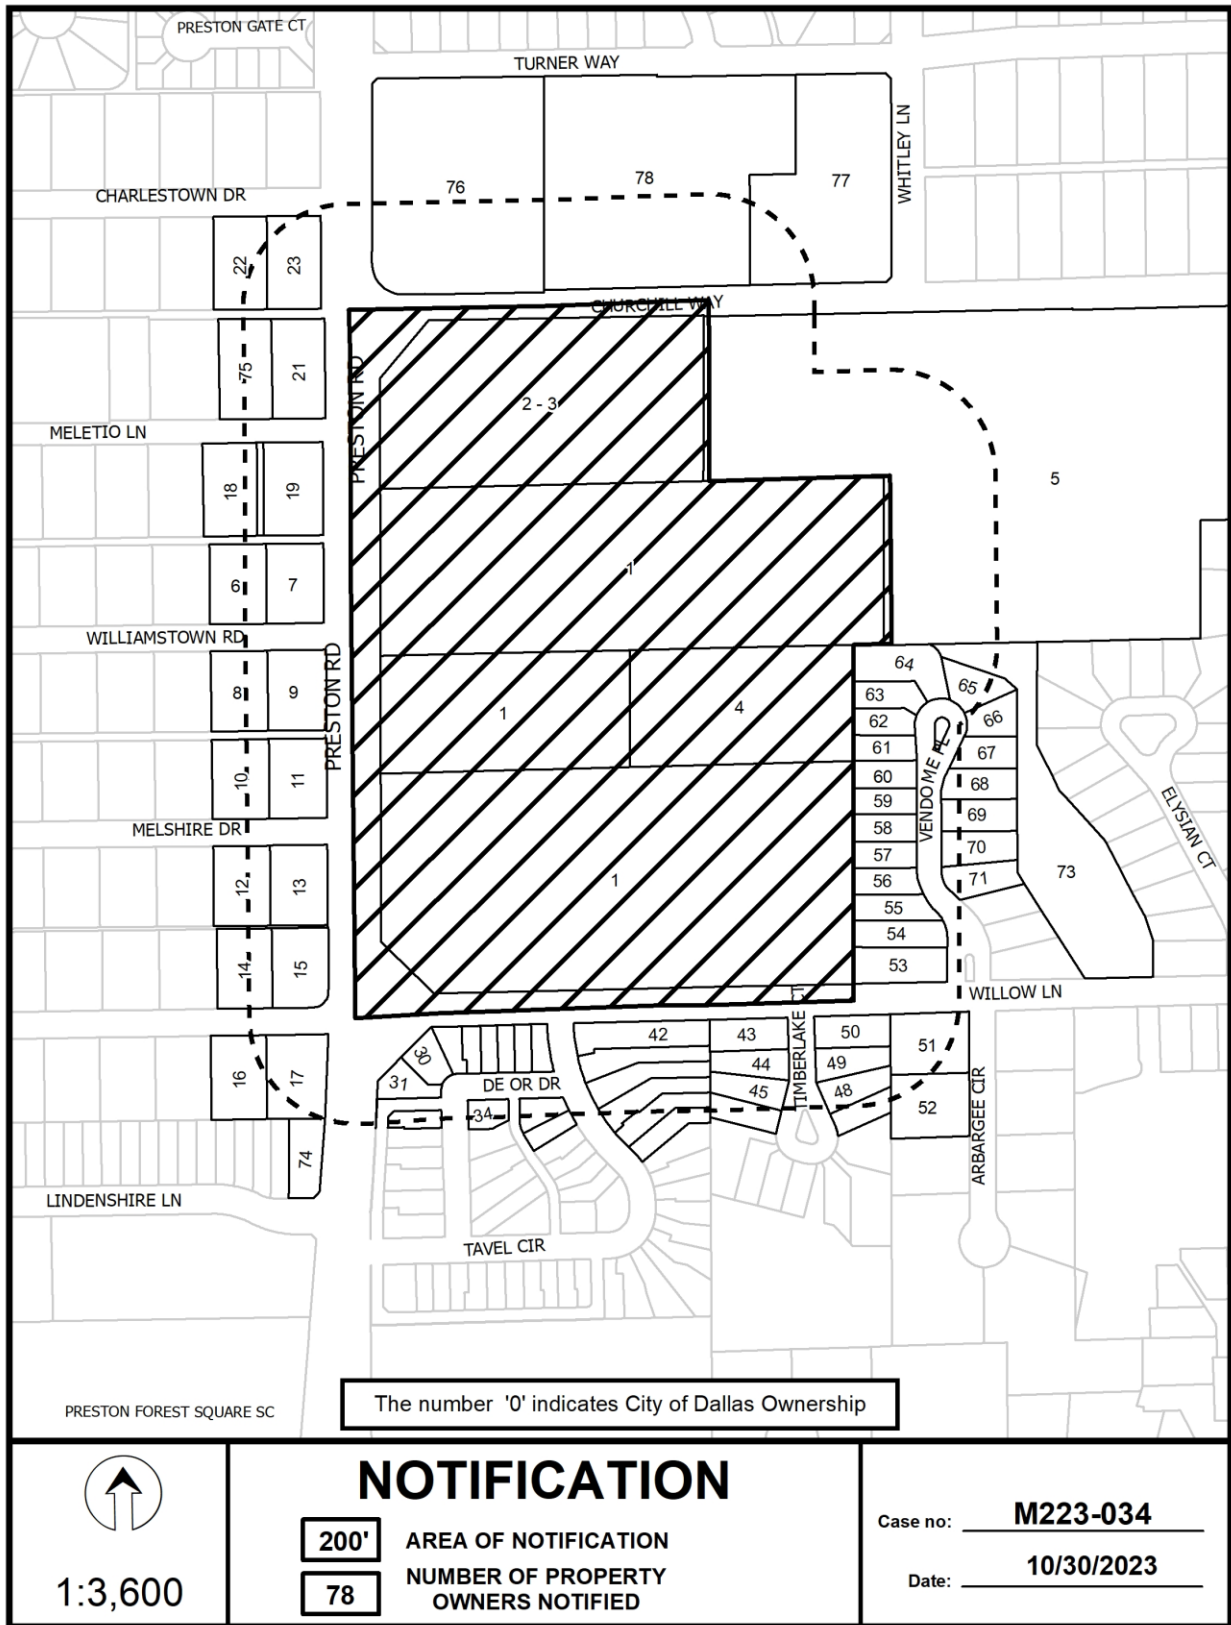 PRESTON GATE CT
TURNER WAY
WHITLEY LN
CHARLESTOWN DR
76
78
77
22
23
CHURCHILL WAY
75
21
PRESTON RD
2 - 3
MELETIO LN
18
19
5
6
7
1
WILLIAMSTOWN RD
8
9
PRESTON RD
1
4
64
65
63
62
66
61
67
60
68
59
69
58
70
57
71
56
55
54
53
VENDOME PL
73
ELYSIAN CT
10
11
MELSHIRE DR
12
13
1
14
15
WILLOW LN
16
17
30
31
DE OR DR
34
42
43
44
45
TIMBERLAKE CT
50
49
48
51
52
ARBARGEE CIR
74
LINDENSHIRE LN
TAVEL CIR
The number '0' indicates City of Dallas Ownership
PRESTON FOREST SQUARE SC
1:3,600
NOTIFICATION
200' AREA OF NOTIFICATION
78 NUMBER OF PROPERTY
OWNERS NOTIFIED
Case no: M223-034
Date: 10/30/2023